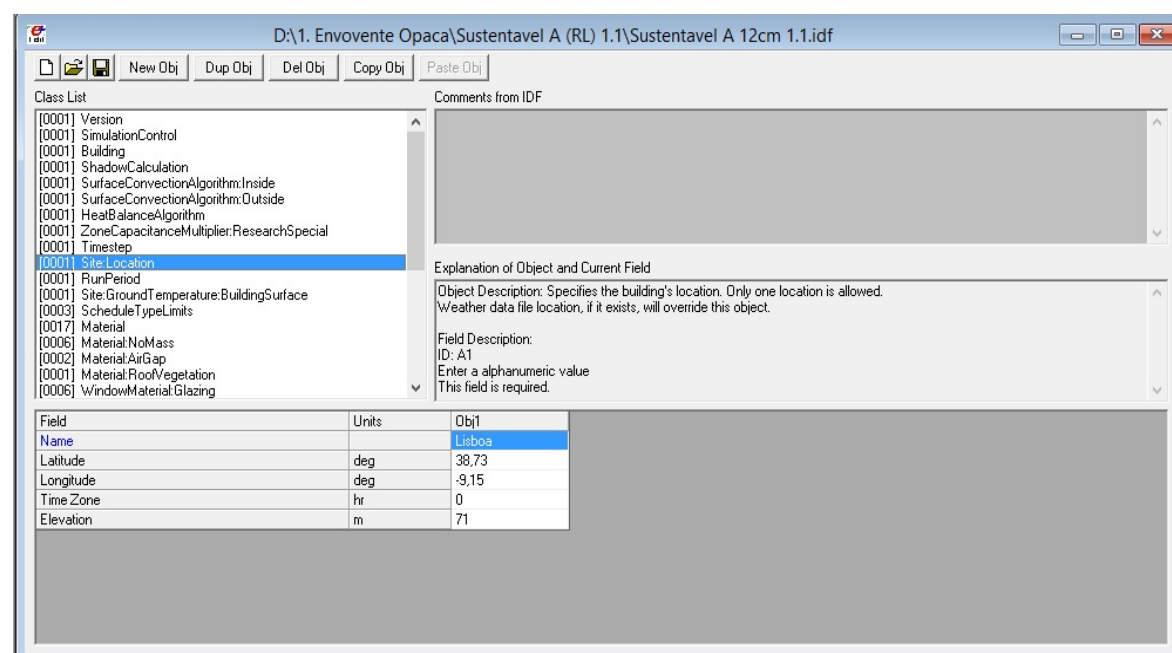 D:\1. Envovente Opaca\Sustentavel A (RL) 1.1\Sustentavel A 12cm 1.1.idf
New Obj Dup Obj Del Obj Copy Obj Paste Obj
Class List
[0001] Version
[0001] SimulationControl
[0001] Building
[0001] ShadowCalculation
[0001] SurfaceConvectionAlgorithm:Inside
[0001] SurfaceConvectionAlgorithm:Outside
[0001] HeatBalanceAlgorithm
[0001] ZoneCapacitanceMultiplier:ResearchSpecial
[0001] Timestep
[0001] Site:Location
[0001] RunPeriod
[0001] Site:GroundTemperature:BuildingSurface
[0003] ScheduleTypeLimits
[0017] Material
[0006] Material:NoMass
[0002] Material:AirGap
[0001] Material:RoofVegetation
[0006] WindowMaterial:Glazing
Comments from IDF
Explanation of Object and Current Field
Object Description: Specifies the building's location. Only one location is allowed.
Weather data file location, if it exists, will override this object.
Field Description:
ID: A1
Enter a alphanumeric value
This field is required.
Field Units Obj1
Name Lisboa
Latitude deg 38,73
Longitude deg -9,15
Time Zone hr 0
Elevation m 71